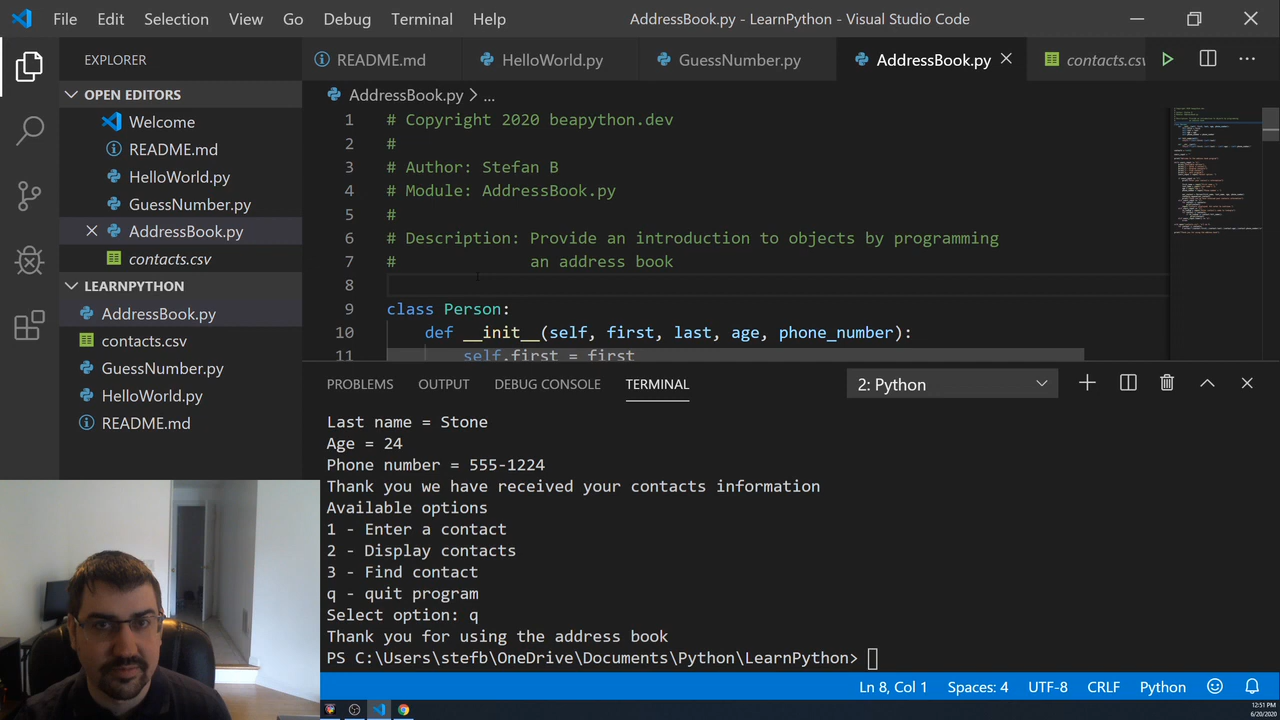 File Edit Selection View Go Debug Terminal Help AddressBook.py - LearnPython - Visual Studio Code
EXPLORER
OPEN EDITORS
Welcome
README.md
HelloWorld.py
GuessNumber.py
AddressBook.py
contacts.csv
LEARNPYTHON
AddressBook.py
contacts.csv
GuessNumber.py
HelloWorld.py
README.md
README.md HelloWorld.py GuessNumber.py AddressBook.py contacts.csv
AddressBook.py > ...
1 # Copyright 2020 beapython.dev
2 #
3 # Author: Stefan B
4 # Module: AddressBook.py
5 #
6 # Description: Provide an introduction to objects by programming
7 # an address book
8
9 class Person:
10 def __init__(self, first, last, age, phone_number):
11 self.first = first
PROBLEMS OUTPUT DEBUG CONSOLE TERMINAL 2: Python
Last name = Stone
Age = 24
Phone number = 555-1224
Thank you we have received your contacts information
Available options
1 - Enter a contact
2 - Display contacts
3 - Find contact
q - quit program
Select option: q
Thank you for using the address book
PS C:\Users\stefb\OneDrive\Documents\Python\LearnPython>
Ln 8, Col 1 Spaces: 4 UTF-8 CRLF Python
12:51 PM
6/20/2020